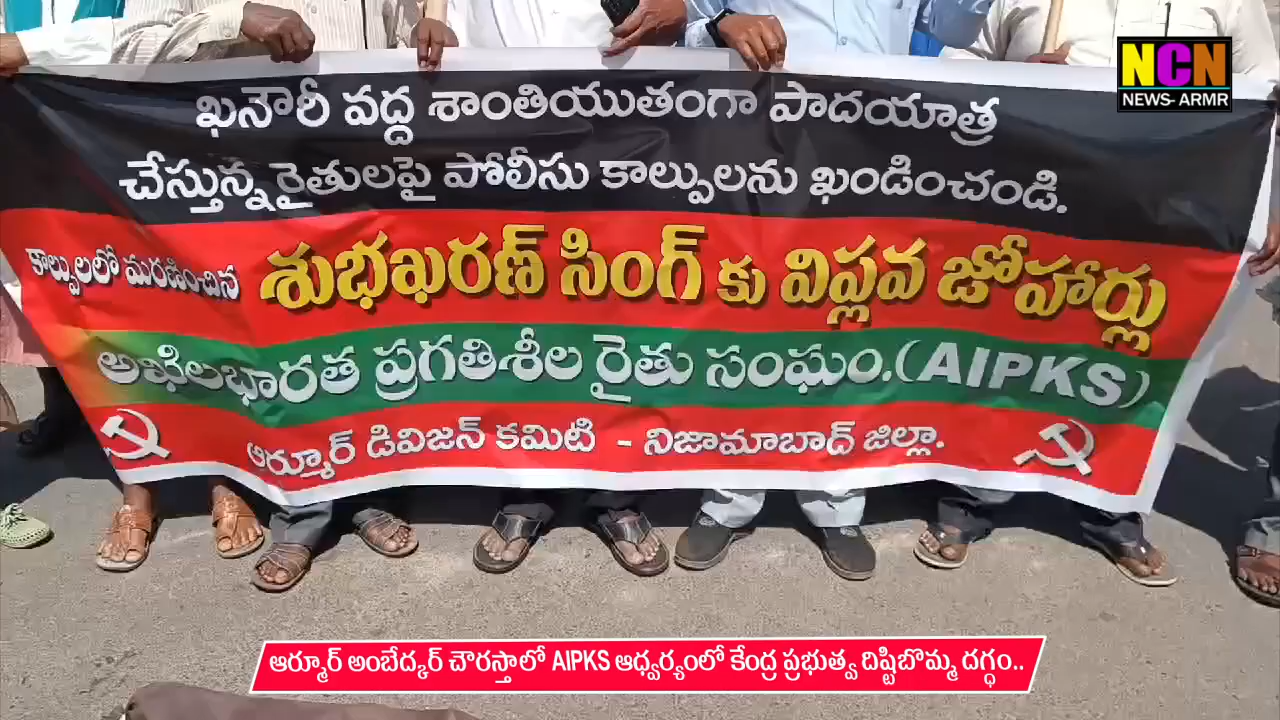 NCN
NEWS- ARMR
ఖనౌరీ వద్ద శాంతియుతంగా పాదయాత్ర
చేస్తున్న రైతులపై పోలీసు కాల్పులను ఖండించండి.
కాల్పులలో మరణించిన శుభఖరణ్ సింగ్ కు విప్లవ జోహార్లు
అఖిలభారత ప్రగతిశీల రైతు సంఘం.(AIPKS)
ఆర్మూర్ డివిజన్ కమిటి - నిజామాబాద్ జిల్లా.
ఆర్మూర్ అంబేద్కర్ చౌరస్తాలో AIPKS ఆధ్వర్యంలో కేంద్ర ప్రభుత్వ దిష్టిబొమ్మ దగ్ధం..